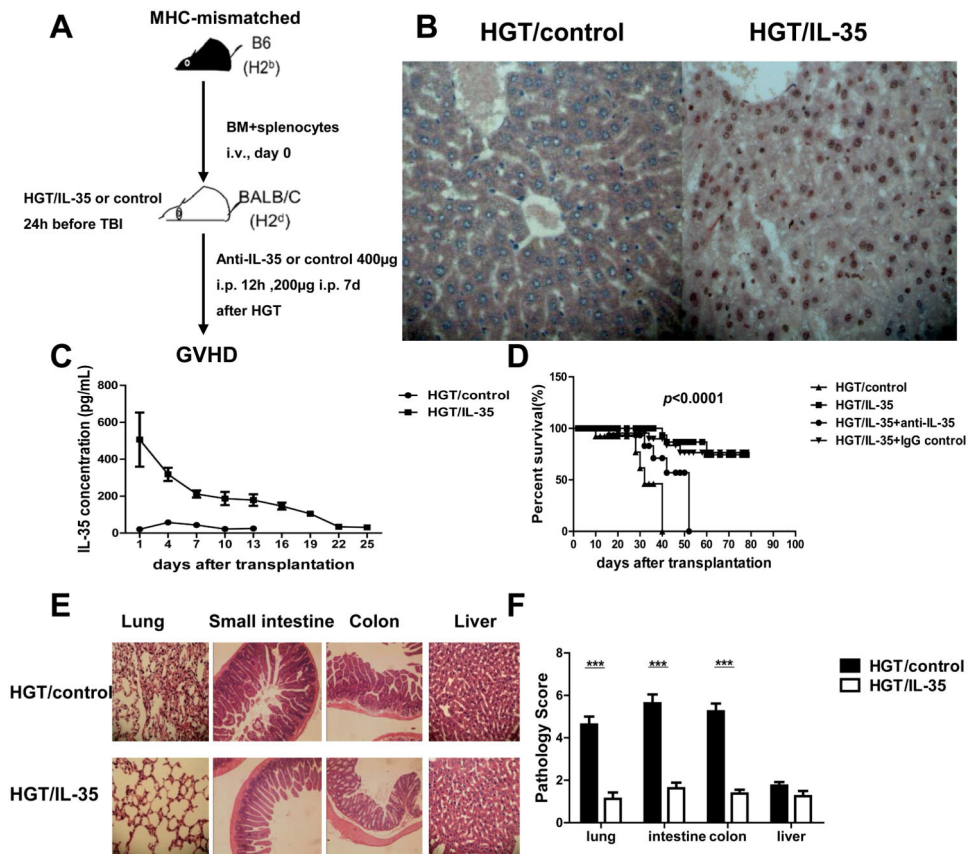 A
MHC-mismatched
B6
(H2ᵇ)
BM+splenocytes
i.v., day 0
HGT/IL-35 or control
24h before TBI
BALB/C
(H2ᵈ)
Anti-IL-35 or control 400μg
i.p. 12h ,200μg i.p. 7d
after HGT
GVHD
B
HGT/control
HGT/IL-35
C
IL-35 concentration (pg/mL)
800
600
400
200
0
1 4 7 10 13 16 19 22 25
days after transplantation
HGT/control
HGT/IL-35
D
Percent survival(%)
150
100
50
0
0 10 20 30 40 50 60 70 80 90 100
days after transplantation
p<0.0001
HGT/control
HGT/IL-35
HGT/IL-35+anti-IL-35
HGT/IL-35+IgG control
E
Lung Small intestine Colon Liver
HGT/control
HGT/IL-35
F
Pathology Score
8
6
4
2
0
*** *** ***
lung intestine colon liver
HGT/control
HGT/IL-35